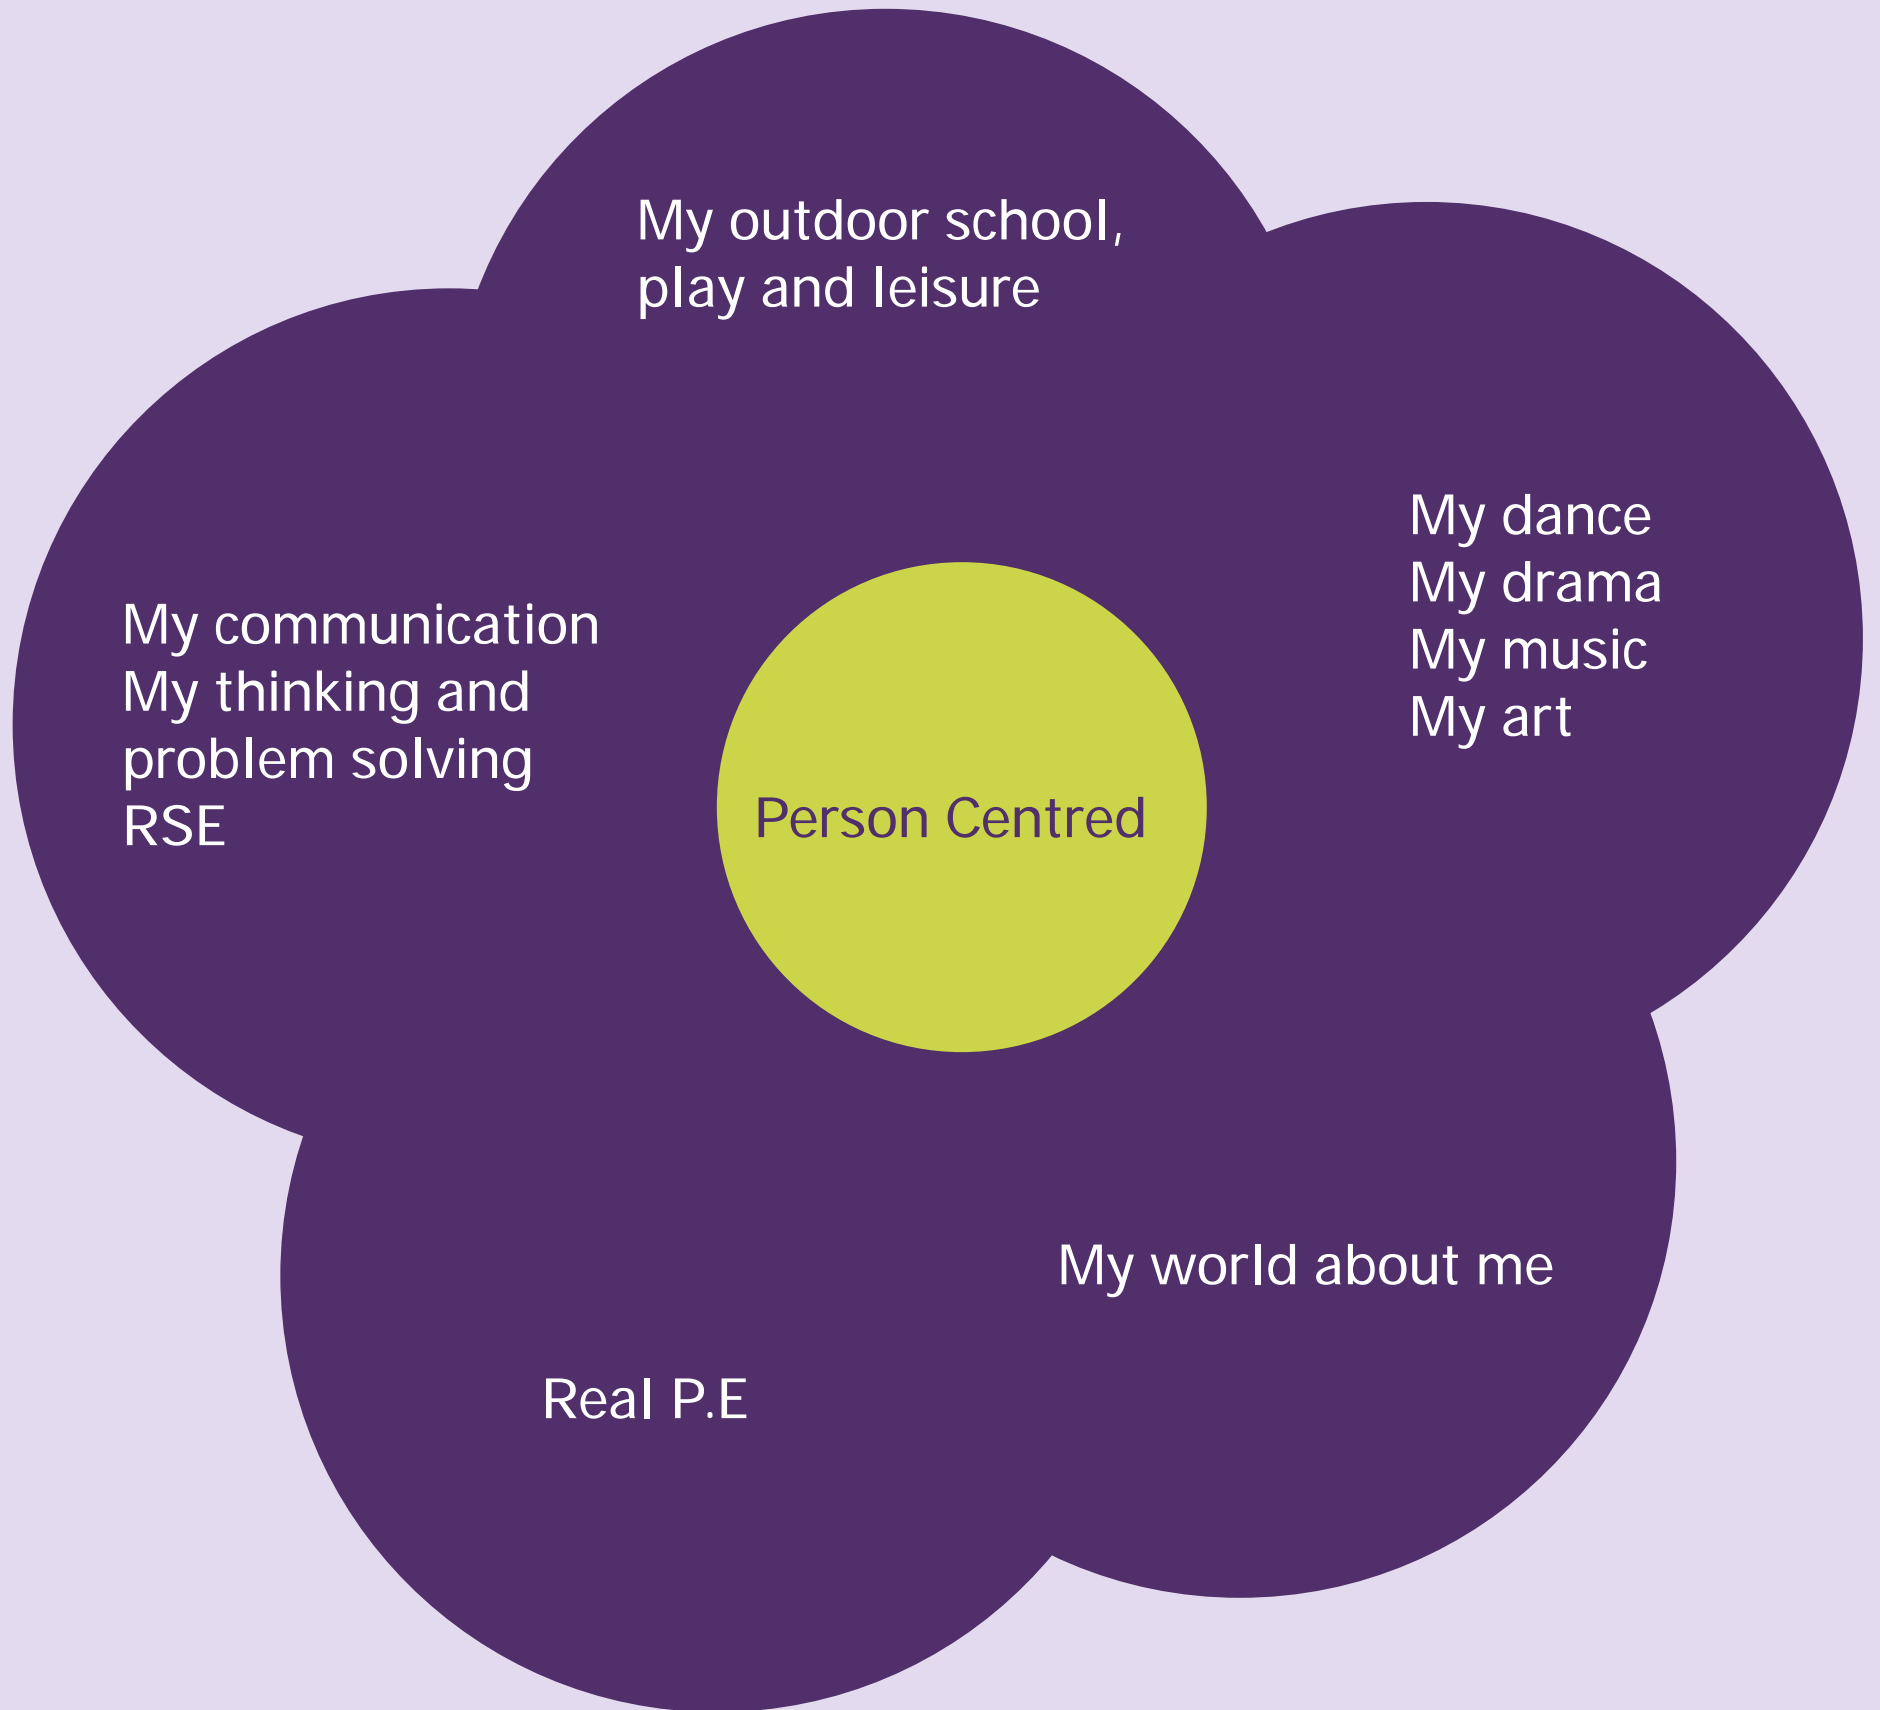 My outdoor school,
play and leisure
My dance
My drama
My music
My art
My communication
My thinking and
problem solving
RSE
Person Centred
My world about me
Real P.E